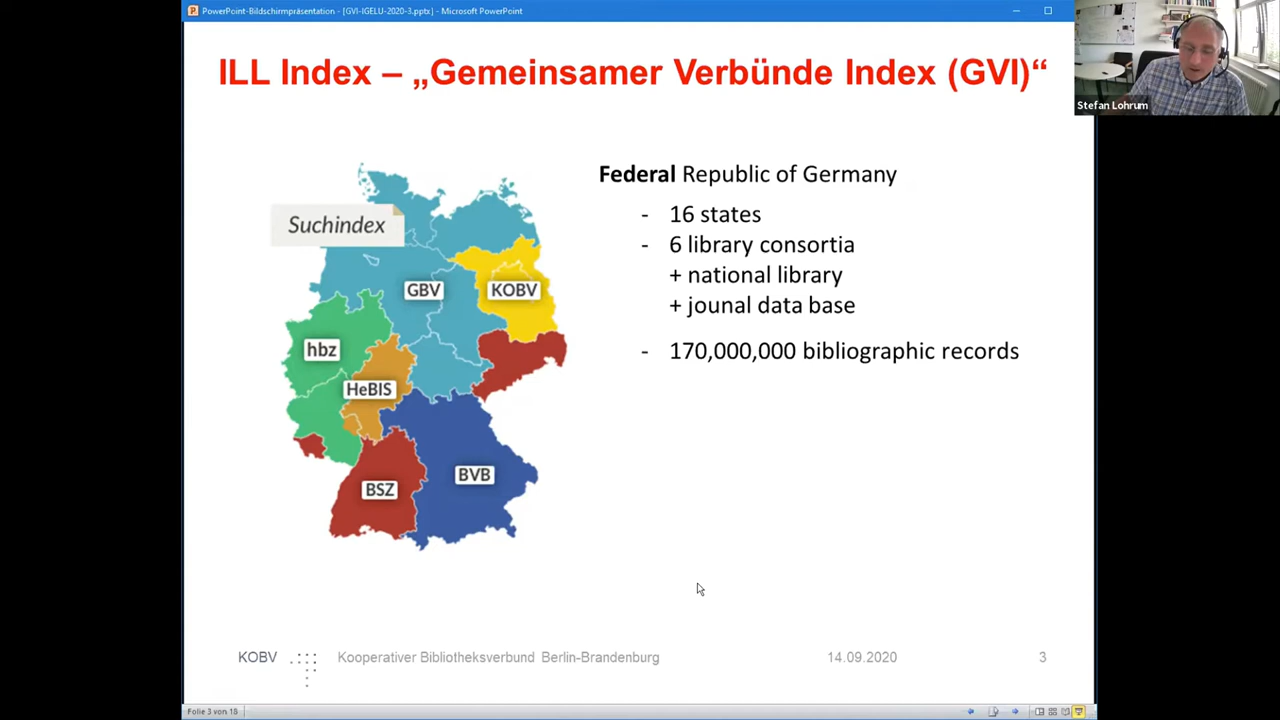 PowerPoint-Bildschirmpräsentation - [GVI-IGELU-2020-3.pptx] - Microsoft PowerPoint
ILL Index – „Gemeinsamer Verbünde Index (GVI)“
Stefan Lohrum
Suchindex
GBV
KOBV
hbz
HeBIS
BSZ
BVB
Federal Republic of Germany
- 16 states
- 6 library consortia
+ national library
+ jounal data base
- 170,000,000 bibliographic records
KOBV Kooperativer Bibliotheksverbund Berlin-Brandenburg 14.09.2020 3
Folie 3 von 18